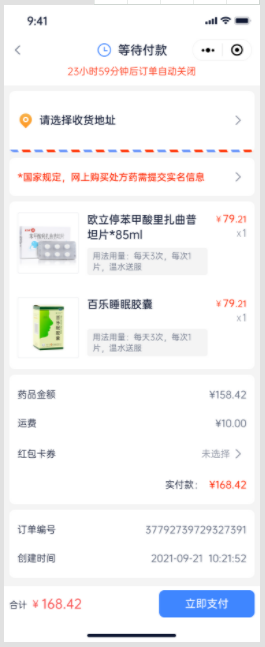 9:41
等待付款
23小时59分钟后订单自动关闭
请选择收货地址
*国家规定，网上购买处方药需提交实名信息
欧立停苯甲酸里扎曲普
坦片*85ml
¥79.21
x1
用法用量：每天3次，每次1
片，温水送服
百乐睡眠胶囊
¥79.21
x1
用法用量：每天3次，每次1
片，温水送服
药品金额 ¥158.42
运费 ¥10.00
红包卡券 未选择
实付款： ¥168.42
订单编号 37792739729327391
创建时间 2021-09-21 10:21:52
合计 ¥168.42 立即支付